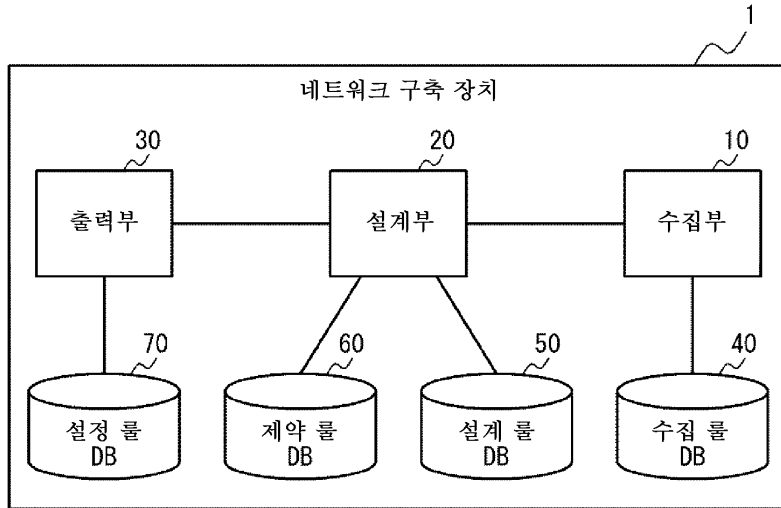 1
네트워크 구축 장치
30
20
10
출력부
설계부
수집부
70
60
50
40
설정 룰
DB
제약 룰
DB
설계 룰
DB
수집 룰
DB